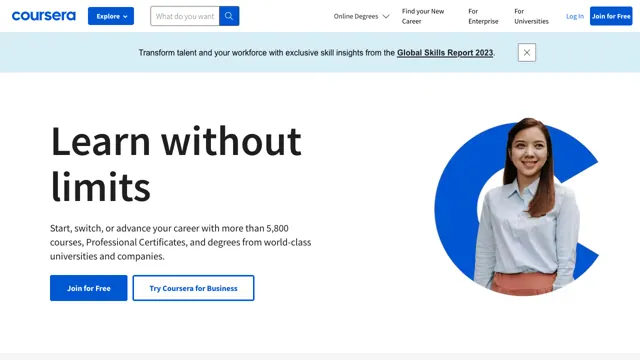 coursera
Explore
What do you want
Online Degrees
Find your New
Career
For
Enterprise
For
Universities
Log In
Join for Free
Transform talent and your workforce with exclusive skill insights from the Global Skills Report 2023.
Learn without
limits
Start, switch, or advance your career with more than 5,800
courses, Professional Certificates, and degrees from world-class
universities and companies.
Join for Free
Try Coursera for Business